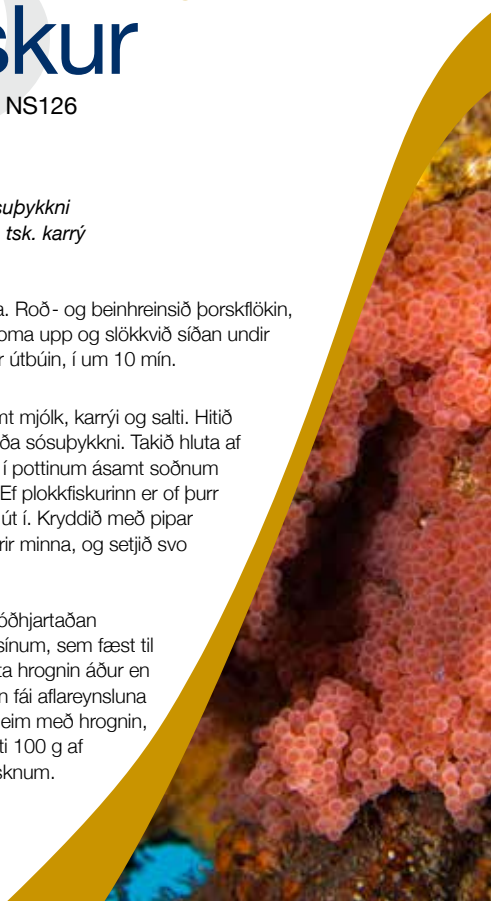 skur
NS126
suþykkni
tsk. karrý
a. Roð- og beinhreinsið þorskflökin,
oma upp og slökkvið síðan undir
r útbúin, í um 10 mín.
mt mjólk, karrýi og salti. Hitið
ða sósuþykkni. Takið hluta af
í pottinum ásamt soðnum
Ef plokkfiskurinn er of þurr
út í. Kryddið með pipar
rir minna, og setjið svo
óðhjartaðan
sínum, sem fæst til
ta hrognin áður en
n fái aflareynsluna
eim með hrognin,
ti 100 g af
sknum.